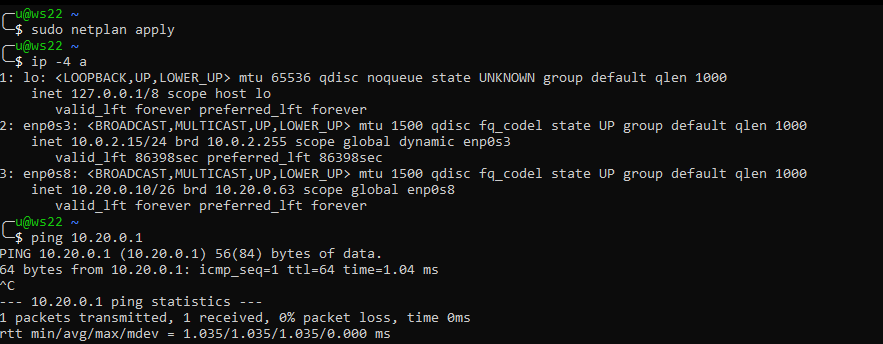 u@ws22 ~
$ sudo netplan apply
u@ws22 ~
$ ip -4 a
1: lo: <LOOPBACK,UP,LOWER_UP> mtu 65536 qdisc noqueue state UNKNOWN group default qlen 1000
    inet 127.0.0.1/8 scope host lo
       valid_lft forever preferred_lft forever
2: enp0s3: <BROADCAST,MULTICAST,UP,LOWER_UP> mtu 1500 qdisc fq_codel state UP group default qlen 1000
    inet 10.0.2.15/24 brd 10.0.2.255 scope global dynamic enp0s3
       valid_lft 86398sec preferred_lft 86398sec
3: enp0s8: <BROADCAST,MULTICAST,UP,LOWER_UP> mtu 1500 qdisc fq_codel state UP group default qlen 1000
    inet 10.20.0.10/26 brd 10.20.0.63 scope global enp0s8
       valid_lft forever preferred_lft forever
u@ws22 ~
$ ping 10.20.0.1
PING 10.20.0.1 (10.20.0.1) 56(84) bytes of data.
64 bytes from 10.20.0.1: icmp_seq=1 ttl=64 time=1.04 ms
^C
--- 10.20.0.1 ping statistics ---
1 packets transmitted, 1 received, 0% packet loss, time 0ms
rtt min/avg/max/mdev = 1.035/1.035/1.035/0.000 ms